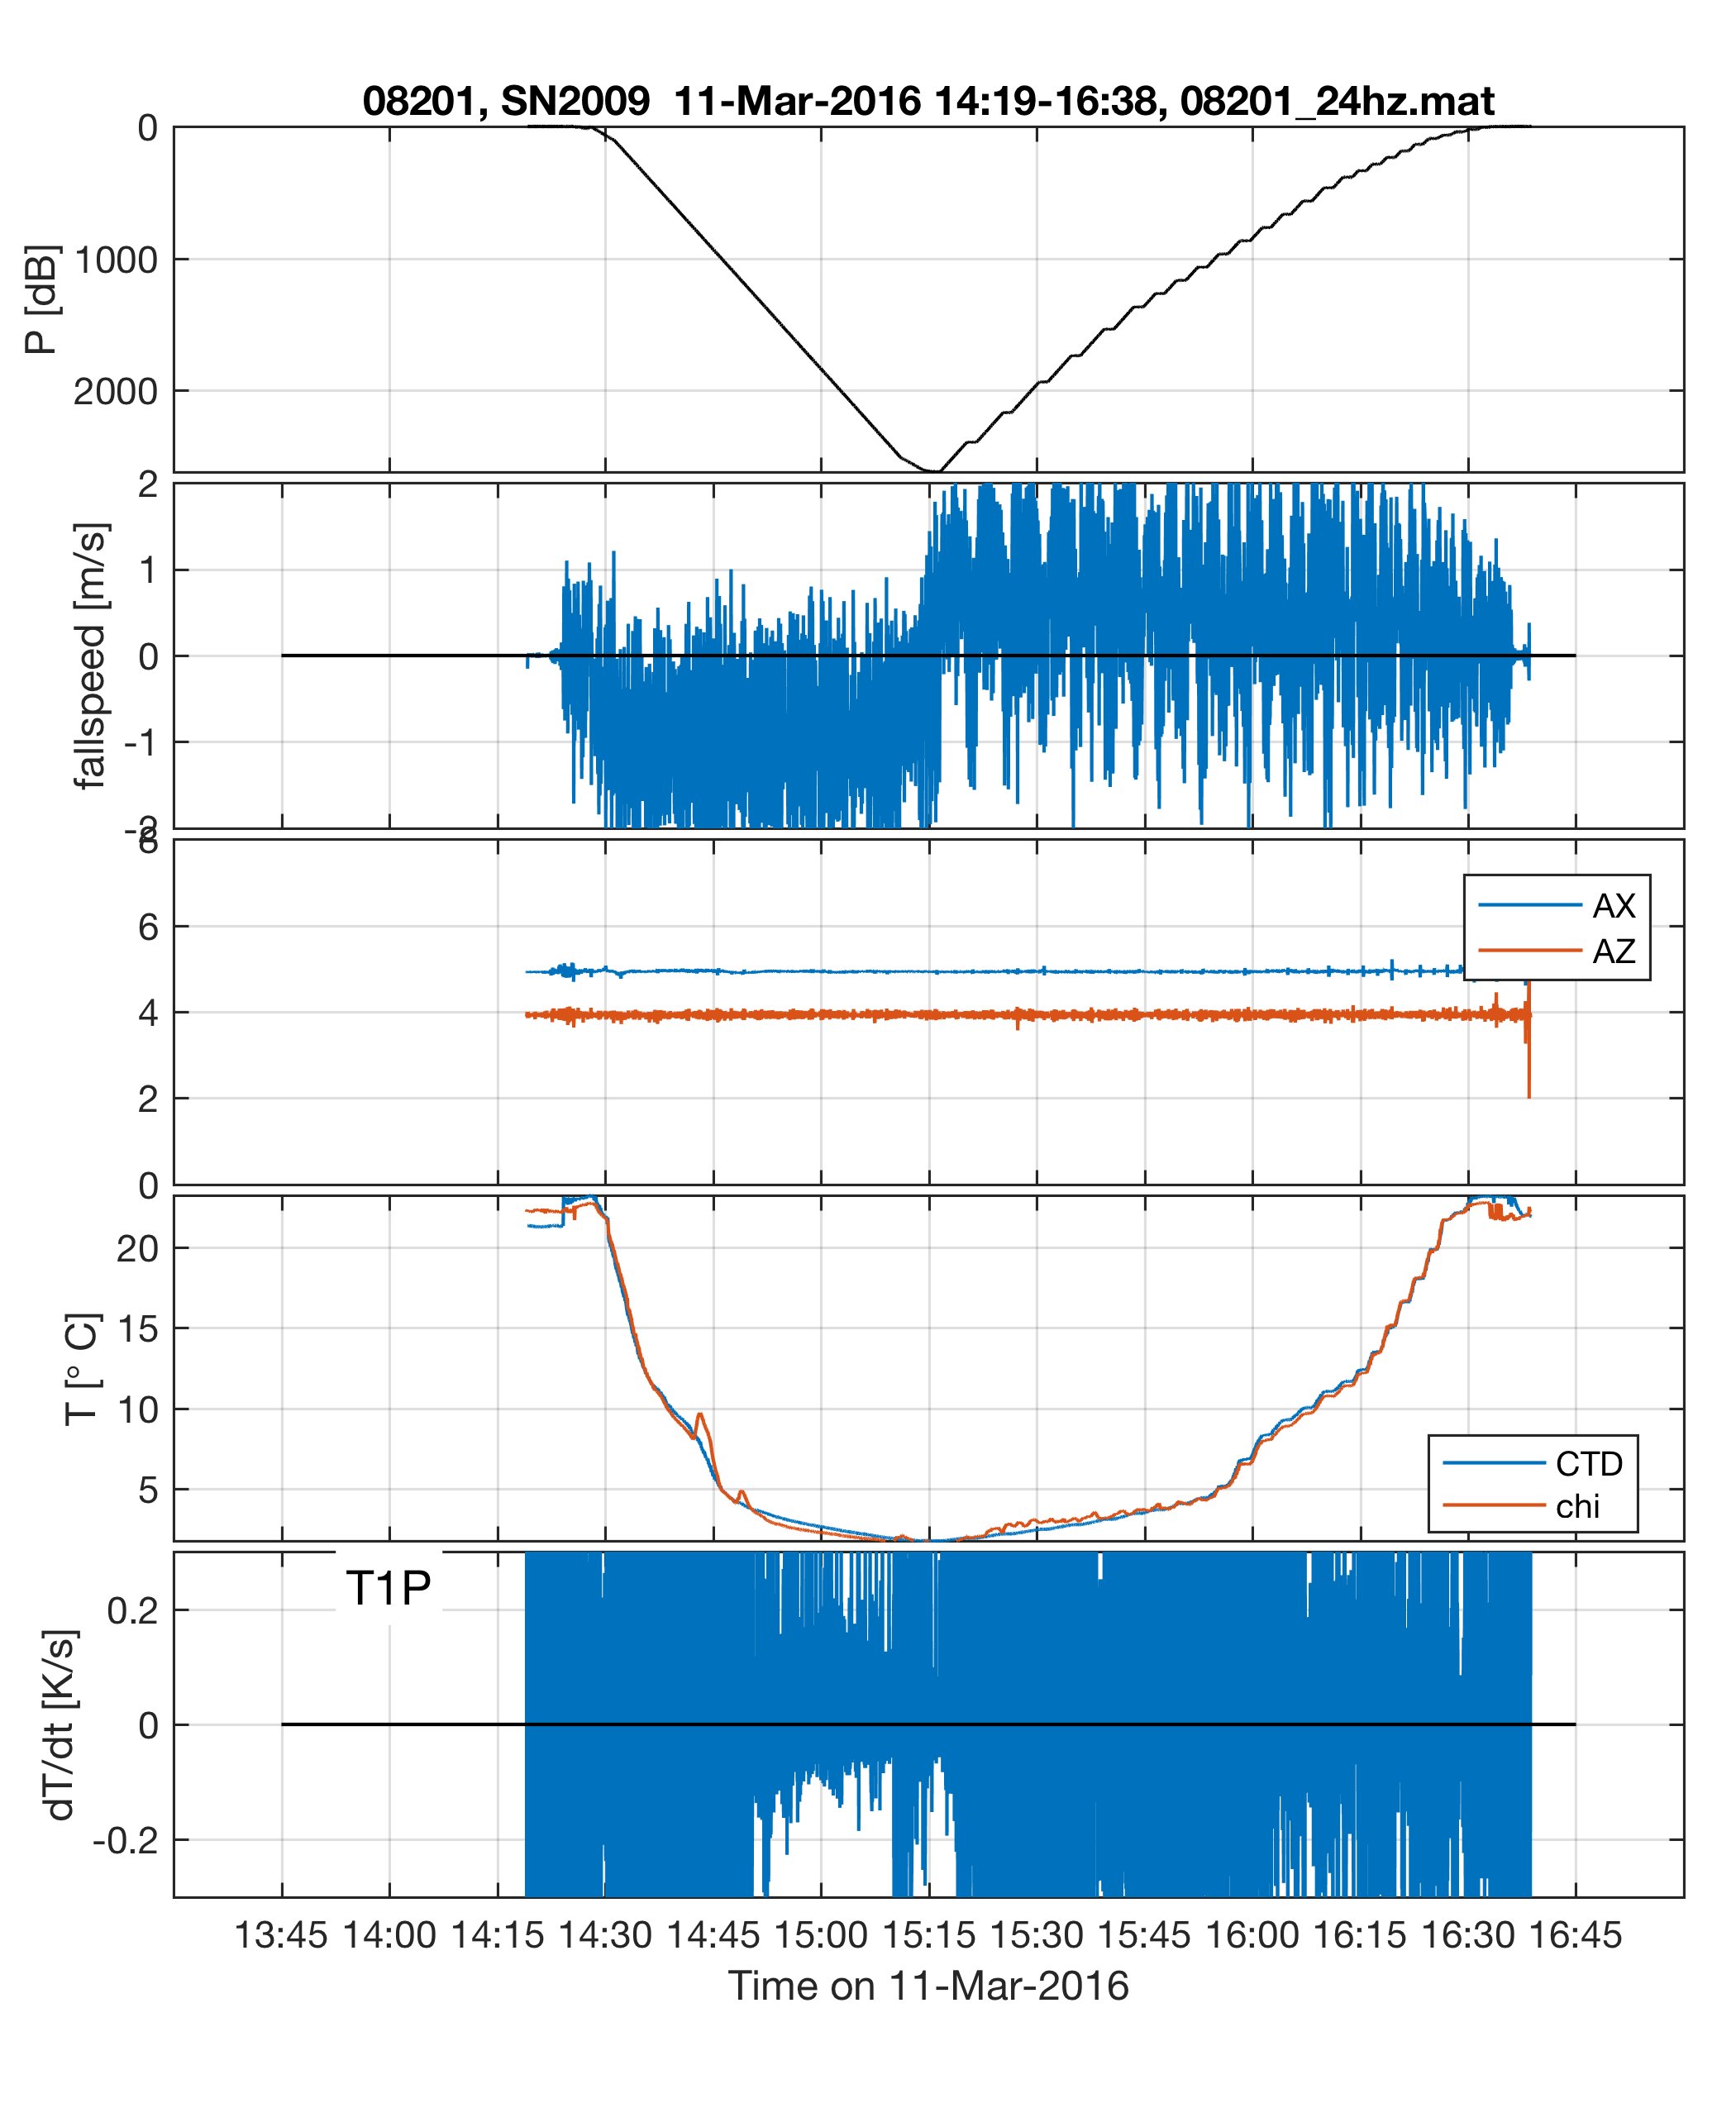 08201, SN2009  11-Mar-2016 14:19-16:38, 08201_24hz.mat
0
1000
2000
P [dB]
2
1
0
-1
-2
fallspeed [m/s]
8
6
4
2
0
AX
AZ
20
15
10
5
T [° C]
CTD
chi
T1P
0.2
0
-0.2
dT/dt [K/s]
13:45 14:00 14:15 14:30 14:45 15:00 15:15 15:30 15:45 16:00 16:15 16:30 16:45
Time on 11-Mar-2016